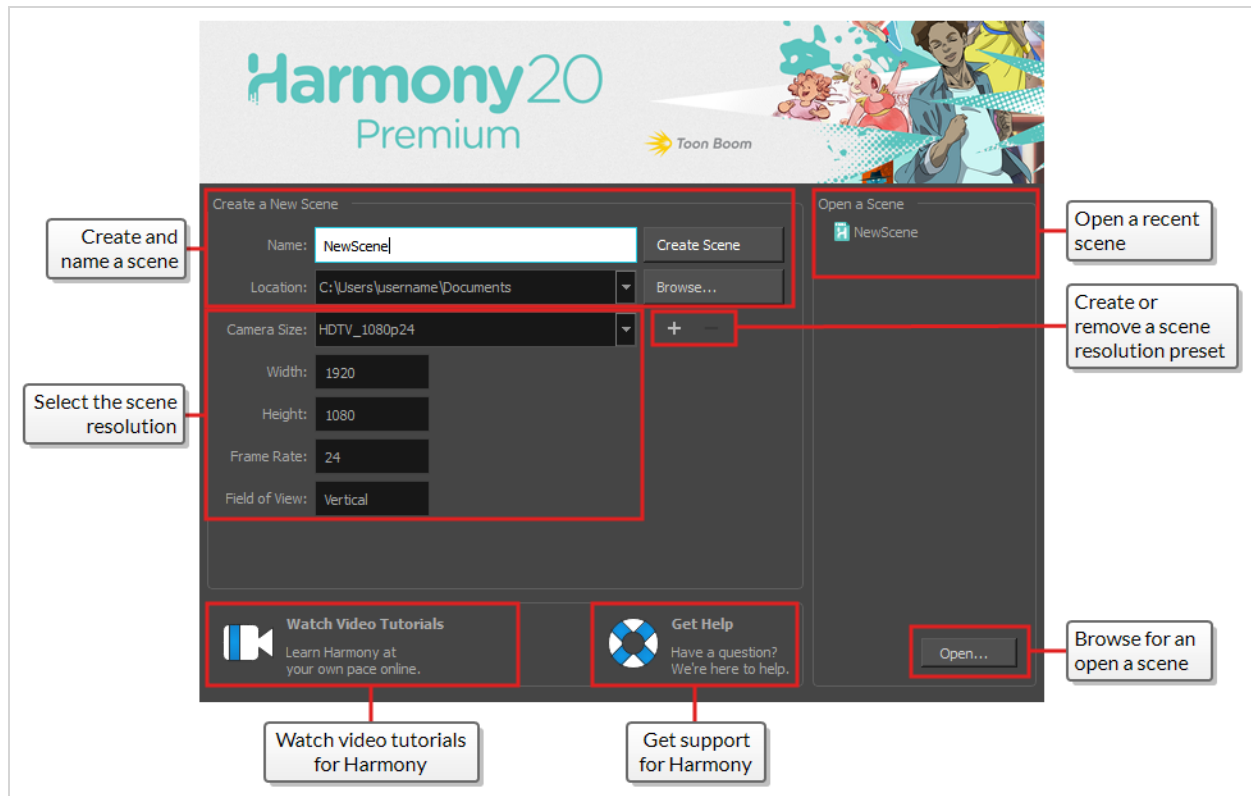 Harmony 20
Premium
Toon Boom
Create a New Scene
Name:
NewScene
Create Scene
Location:
C:\Users\username\Documents
Browse...
Camera Size:
HDTV_1080p24
+ –
Width:
1920
Height:
1080
Frame Rate:
24
Field of View:
Vertical
Open a Scene
NewScene
Watch Video Tutorials
Learn Harmony at
your own pace online.
Get Help
Have a question?
We're here to help.
Open...
Create and
name a scene
Select the scene
resolution
Open a recent
scene
Create or
remove a scene
resolution preset
Browse for an
open a scene
Watch video tutorials
for Harmony
Get support
for Harmony